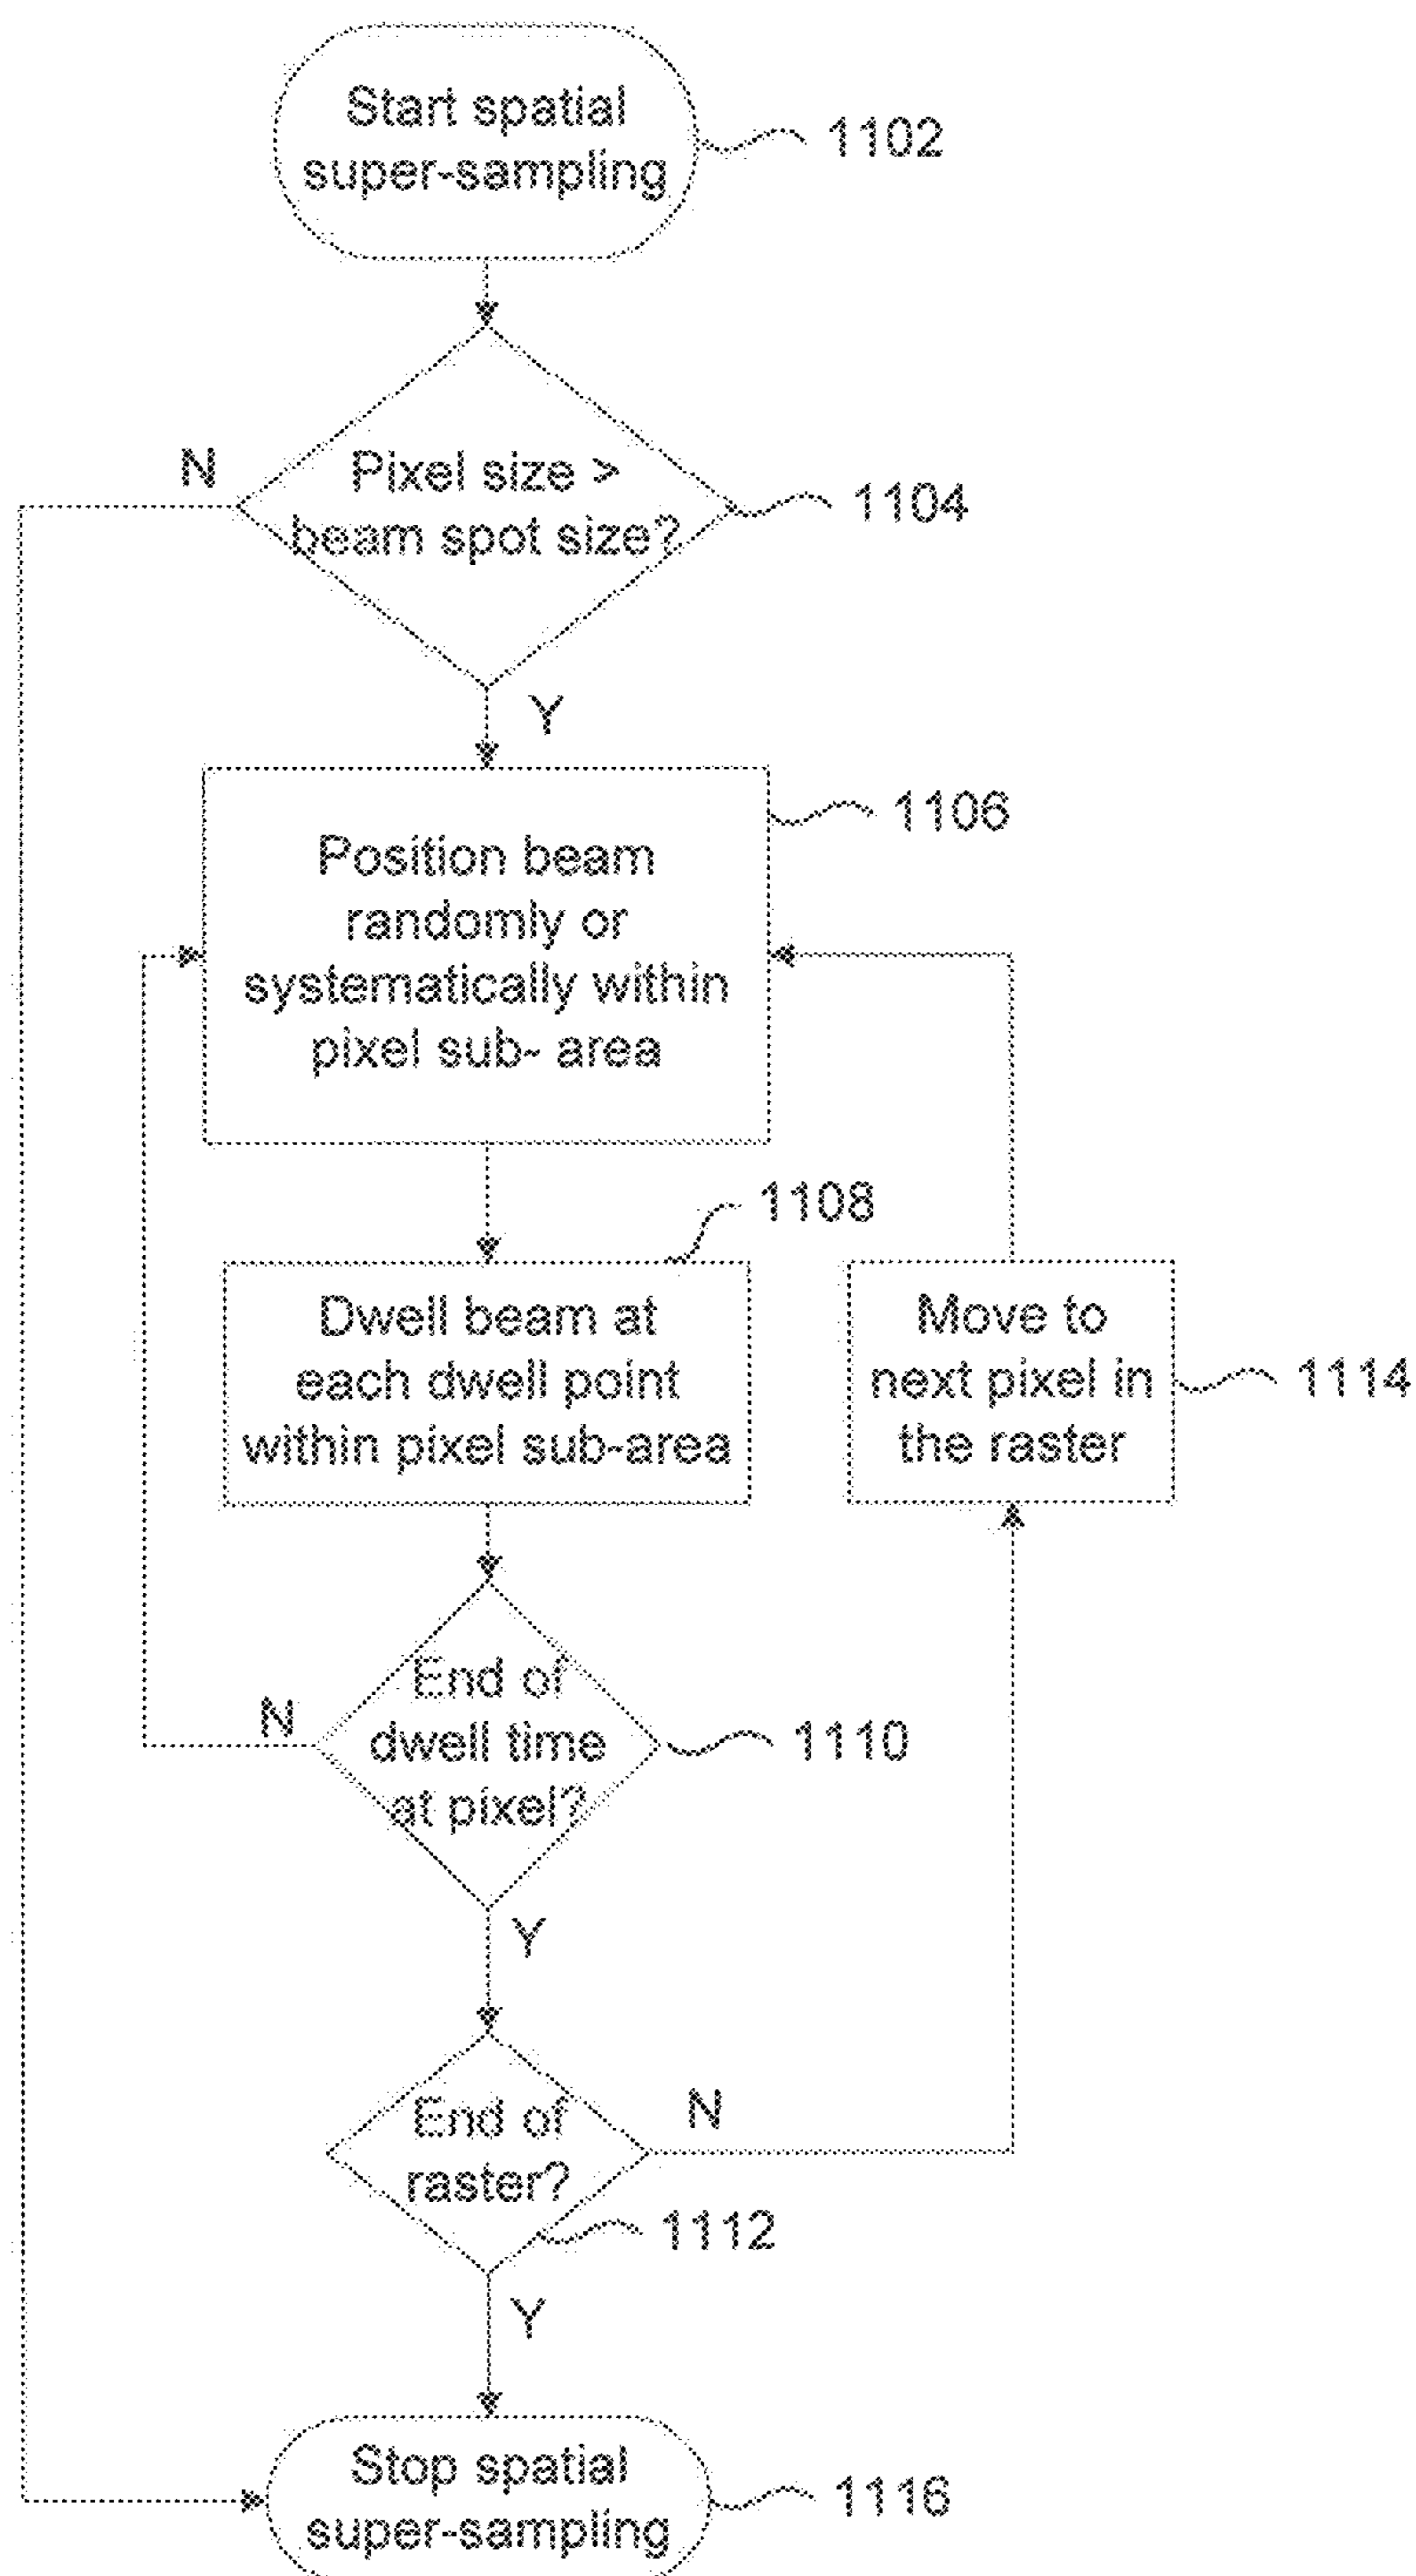 Start spatial
super-sampling
1102
Pixel size >
beam spot size?
1104
N
Y
1106
Position beam
randomly or
systematically within
pixel sub- area
1108
Dwell beam at
each dwell point
within pixel sub-area
Move to
next pixel in
the raster
1114
End of
dwell time
at pixel?
1110
N
Y
End of
raster?
N
1112
Y
Stop spatial
super-sampling
1116